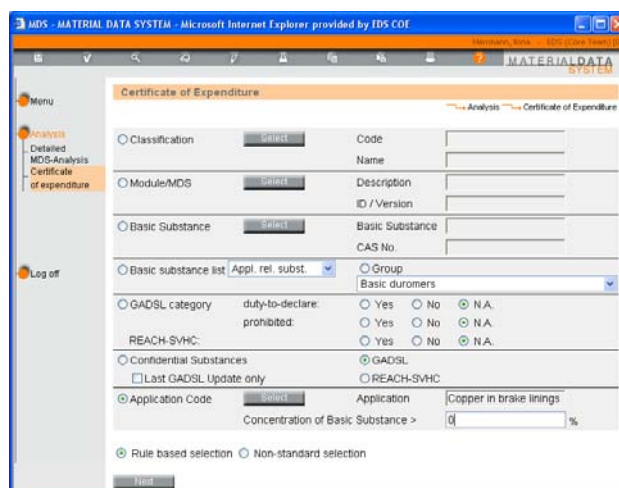 MDS - MATERIAL DATA SYSTEM - Microsoft Internet Explorer provided by EDS COE
EDS (Core Team)
MATERIALDATA
SYSTEM
Menu
Certificate of Expenditure
Analysis Certificate of Expenditure
Analysis
Detailed
MDS-Analysis
Certificate
of expenditure
Log off
Classification Select Code
Name
Module/MDS Select Description
ID / Version
Basic Substance Select Basic Substance
CAS No.
Basic substance list Appl. rel. subst. Group
Basic duromers
GADSL category duty-to-declare: Yes No N.A.
prohibited: Yes No N.A.
REACH-SVHC: Yes No N.A.
Confidential Substances GADSL
Last GADSL Update only REACH-SVHC
Application Code Select Application Copper in brake linings
Concentration of Basic Substance > 0 %
Rule based selection Non-standard selection
Next